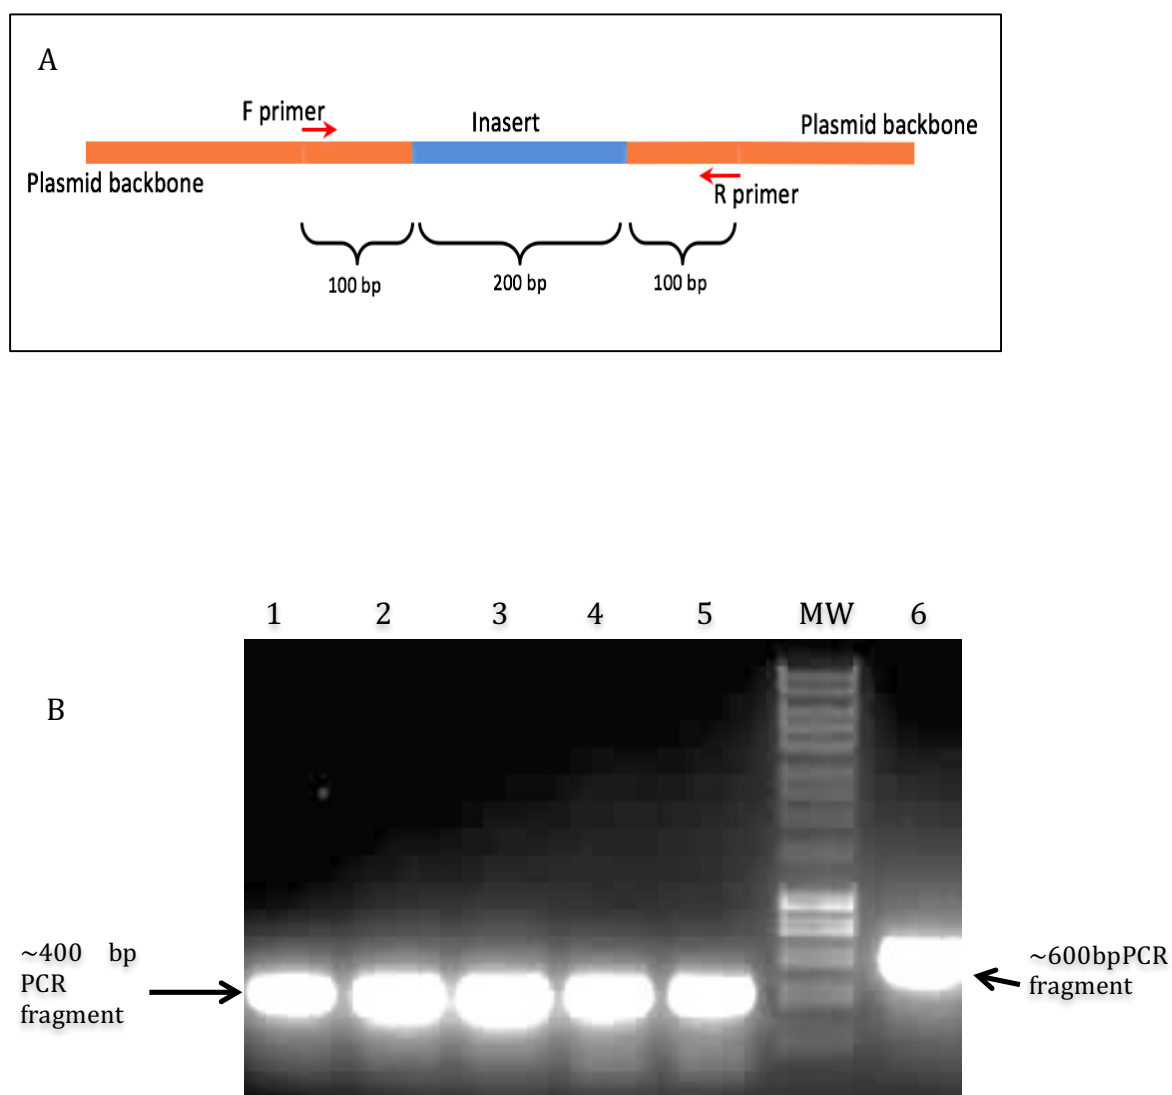 A
F primer
Inasert
Plasmid backbone
Plasmid backbone
R primer
100 bp
200 bp
100 bp
1 2 3 4 5 MW 6
B
~400 bp
PCR
fragment
~600bpPCR
fragment